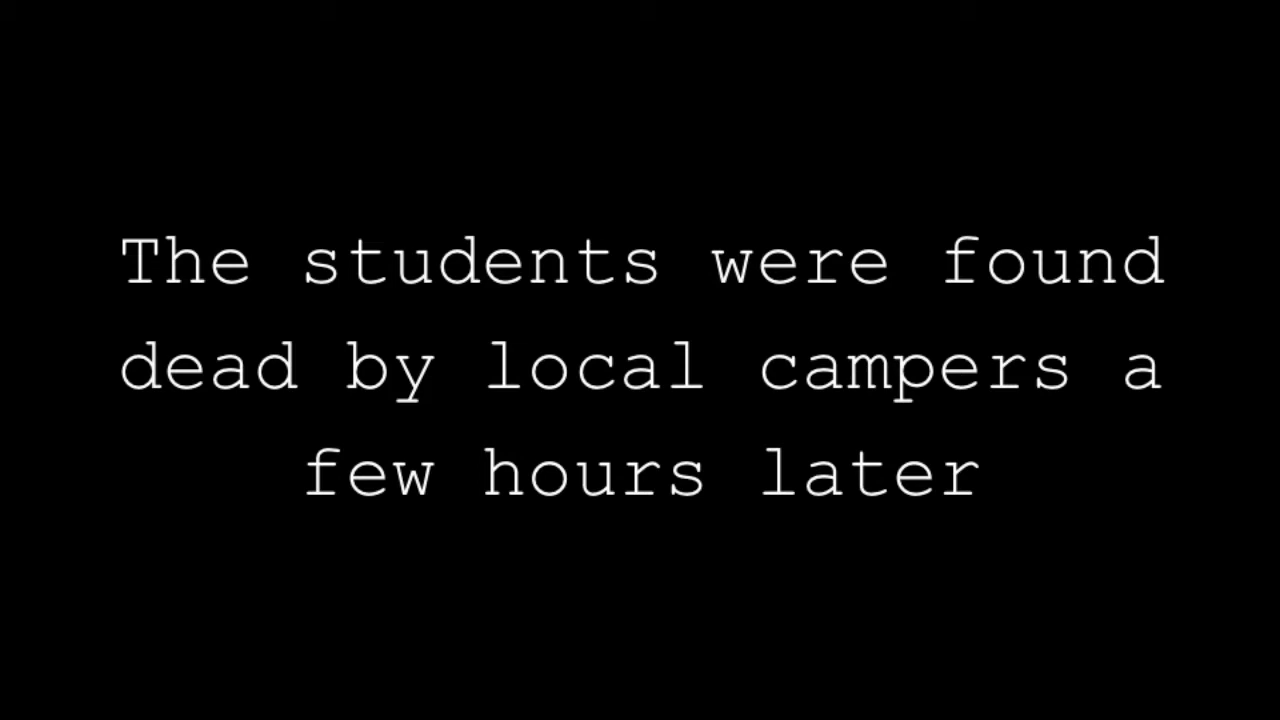 The students were found
dead by local campers a
few hours later